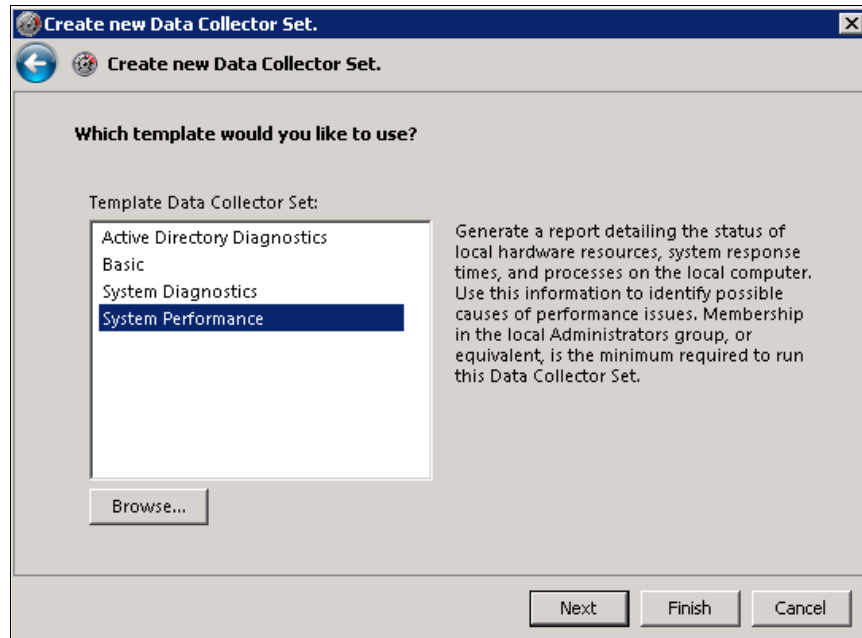 Create new Data Collector Set.
Create new Data Collector Set.
Which template would you like to use?
Template Data Collector Set:
Active Directory Diagnostics
Basic
System Diagnostics
System Performance
Generate a report detailing the status of
local hardware resources, system response
times, and processes on the local computer.
Use this information to identify possible
causes of performance issues. Membership
in the local Administrators group, or
equivalent, is the minimum required to run
this Data Collector Set.
Browse...
Next
Finish
Cancel